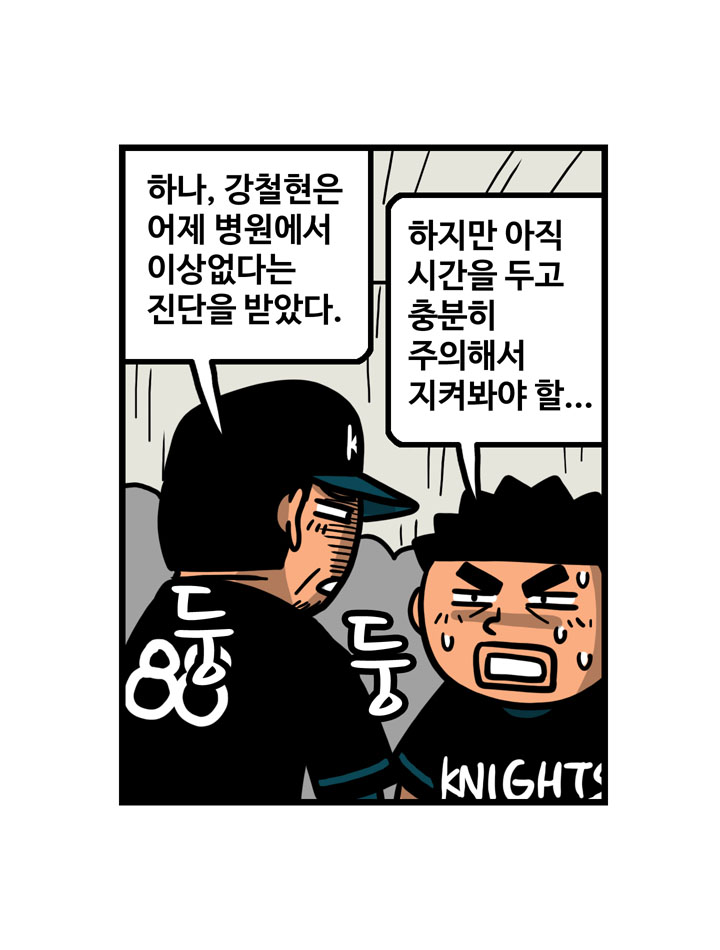 하나, 강철현은
어제 병원에서
이상없다는
진단을 받았다.
하지만 아직
시간을 두고
충분히
주의해서
지켜봐야 할...
K
88
둥
둥
KNIGHTS